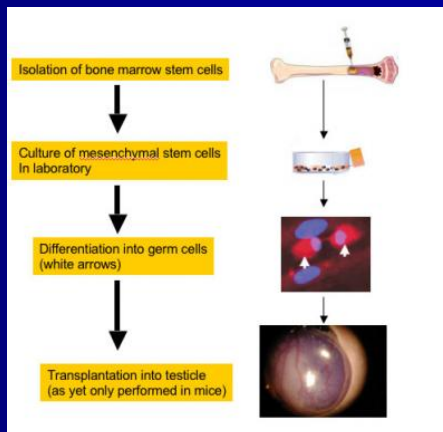 Isolation of bone marrow stem cells
Culture of mesenchymal stem cells
In laboratory
Differentiation into germ cells
(white arrows)
Transplantation into testicle
(as yet only performed in mice)